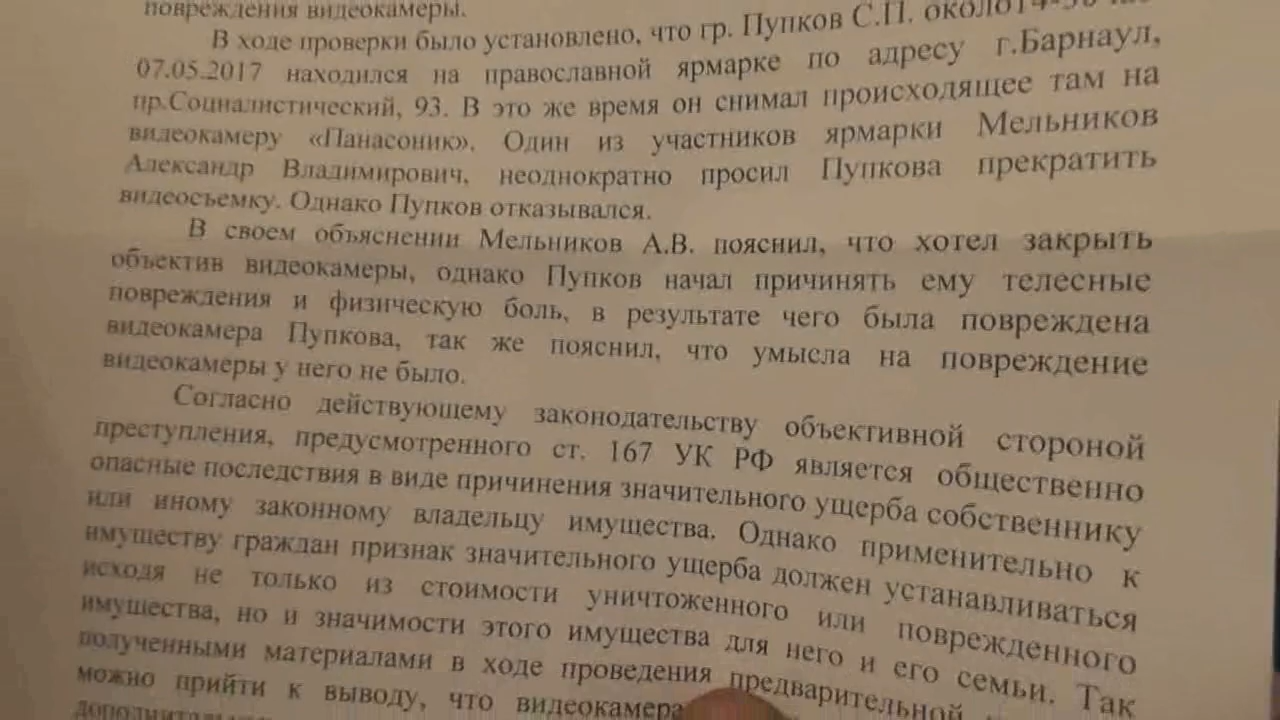 повреждения видеокамеры.
В ходе проверки было установлено, что гр. Пупков С.П. около
07.05.2017 находился на православной ярмарке по адресу г.Барнаул,
пр.Социалистический, 93. В это же время он снимал происходящее там на
видеокамеру «Панасоник». Один из участников ярмарки Мельников
Александр Владимирович, неоднократно просил Пупкова прекратить
видеосъемку. Однако Пупков отказывался.
В своем объяснении Мельников А.В. пояснил, что хотел закрыть
объектив видеокамеры, однако Пупков начал причинять ему телесные
повреждения и физическую боль, в результате чего была повреждена
видеокамера Пупкова, так же пояснил, что умысла на повреждение
видеокамеры у него не было.
Согласно действующему законодательству объективной стороной
преступления, предусмотренного ст. 167 УК РФ является общественно
опасные последствия в виде причинения значительного ущерба собственнику
или иному законному владельцу имущества. Однако применительно к
имуществу граждан признак значительного ущерба должен устанавливаться
исходя не только из стоимости уничтоженного или поврежденного
имущества, но и значимости этого имущества для него и его семьи. Так
полученными материалами в ходе проведения предварительной
можно прийти к выводу, что видеокамера